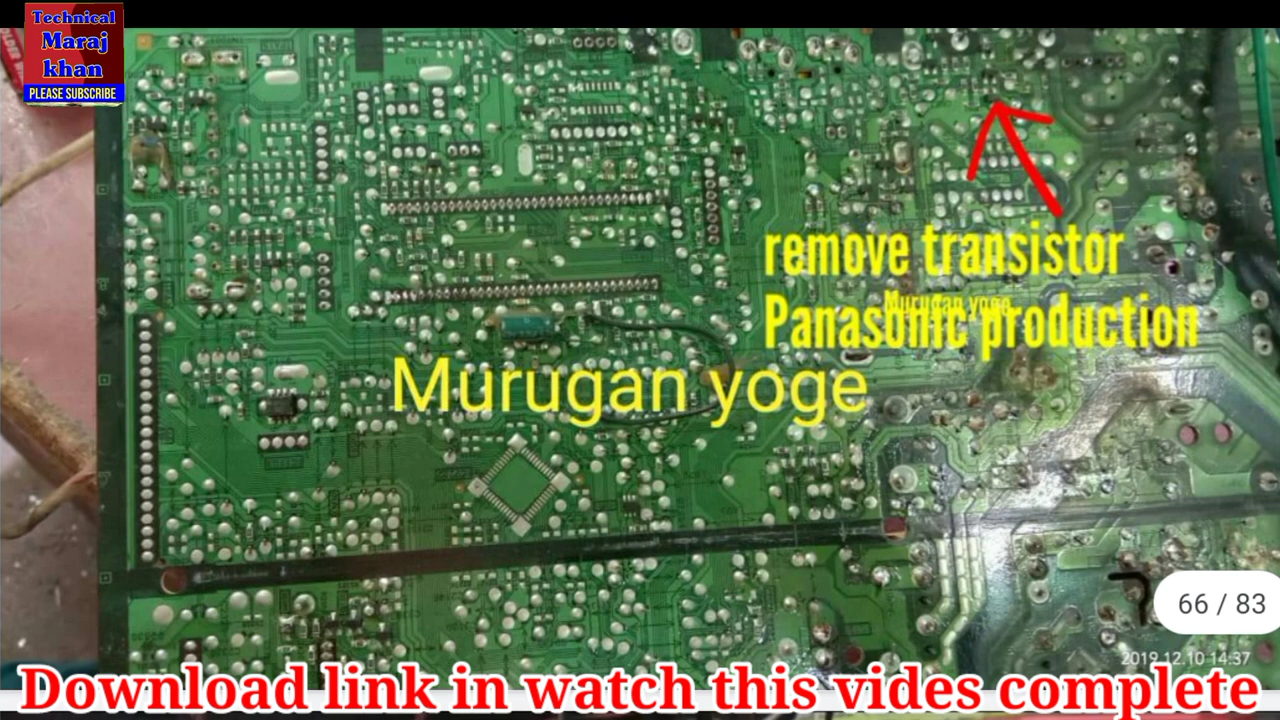 Technical
Maraj
khan
PLEASE SUBSCRIBE
remove transistor
Murugan yoge
Panasonic production
Murugan yoge
66 / 83
2019.12.10 14:37
Download link in watch this vides complete